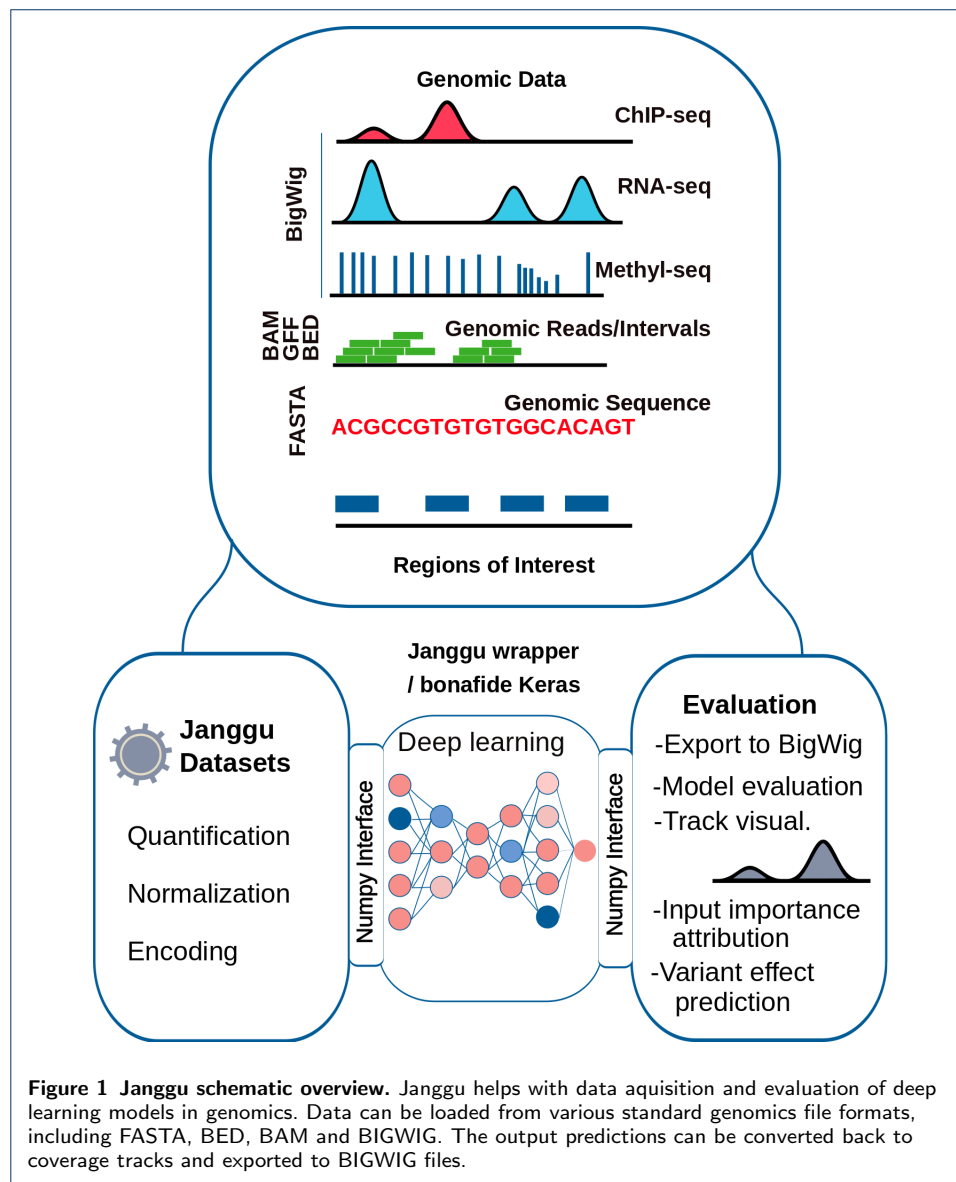 Genomic Data
ChIP-seq
BigWig
RNA-seq
Methyl-seq
BAM
GFF
BED
Genomic Reads/Intervals
FASTA
Genomic Sequence
ACGCCGTGTGTGGCACAGT
Regions of Interest
Janggu wrapper
/ bonafide Keras
Janggu
Datasets
Quantification
Normalization
Encoding
Numpy Interface
Deep learning
Numpy Interface
Evaluation
-Export to BigWig
-Model evaluation
-Track visual.
-Input importance
attribution
-Variant effect
prediction
Figure 1 Janggu schematic overview. Janggu helps with data aquisition and evaluation of deep
learning models in genomics. Data can be loaded from various standard genomics file formats,
including FASTA, BED, BAM and BIGWIG. The output predictions can be converted back to
coverage tracks and exported to BIGWIG files.